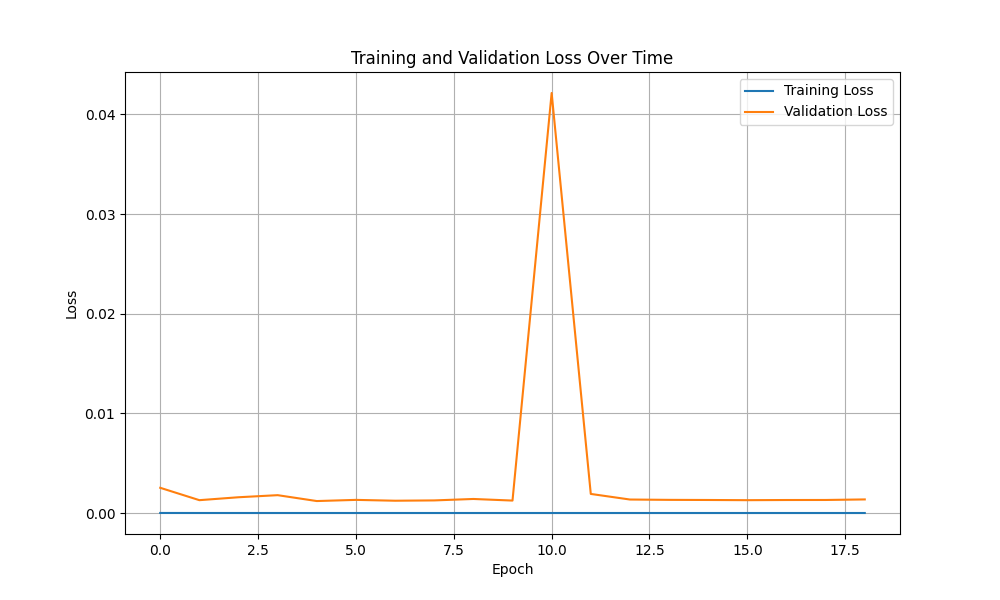 Training and Validation Loss Over Time
Training Loss
Validation Loss
0.04
0.03
0.02
0.01
0.00
Loss
0.0 2.5 5.0 7.5 10.0 12.5 15.0 17.5
Epoch